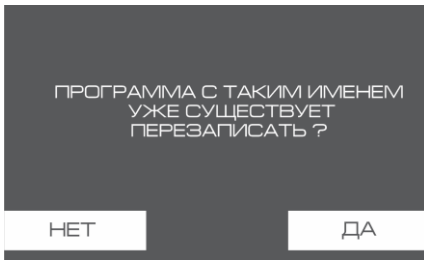 ПРОГРАММА С ТАКИМ ИМЕНЕМ
УЖЕ СУЩЕСТВУЕТ
ПЕРЕЗАПИСАТЬ ?
НЕТ
ДА